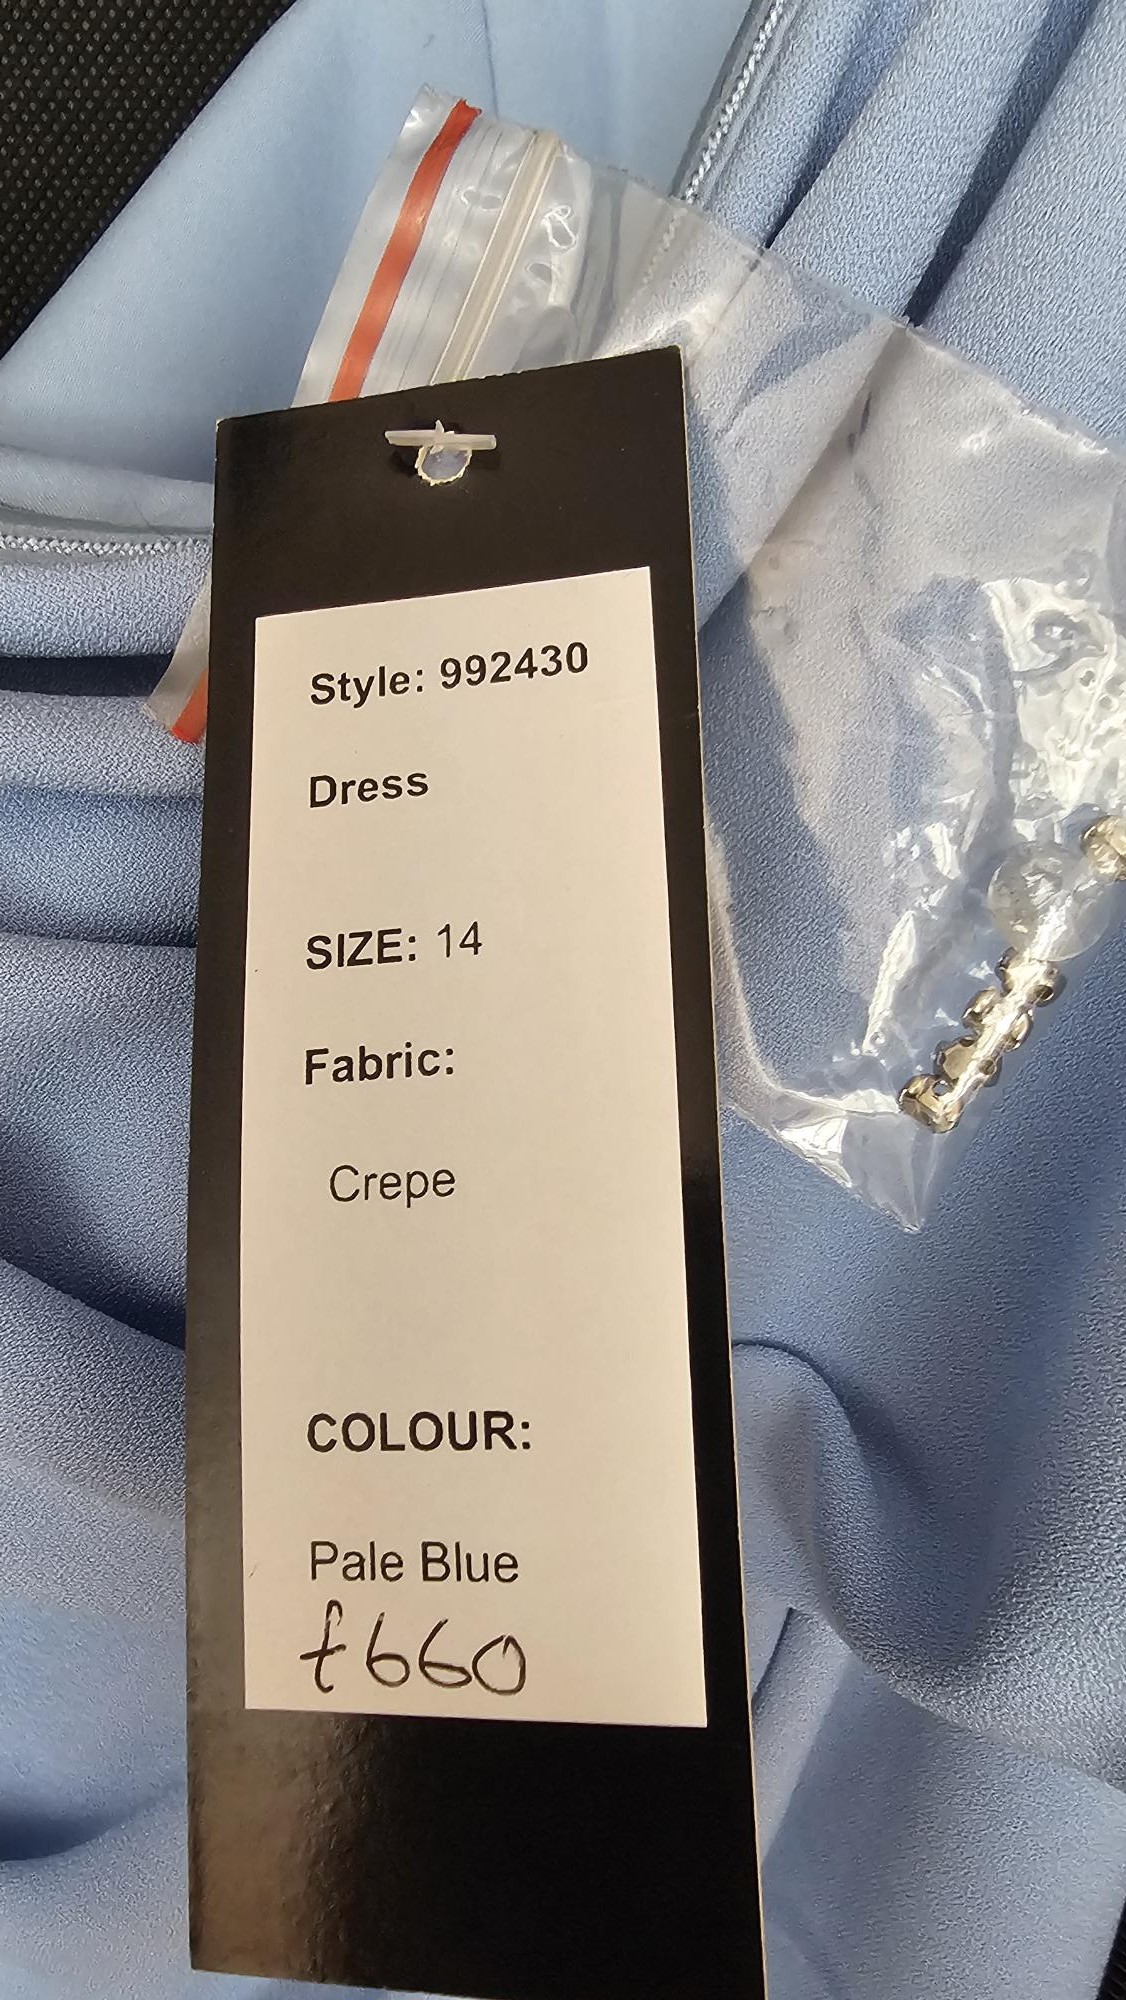 Style: 992430
Dress
SIZE: 14
Fabric:
Crepe
COLOUR:
Pale Blue
£660